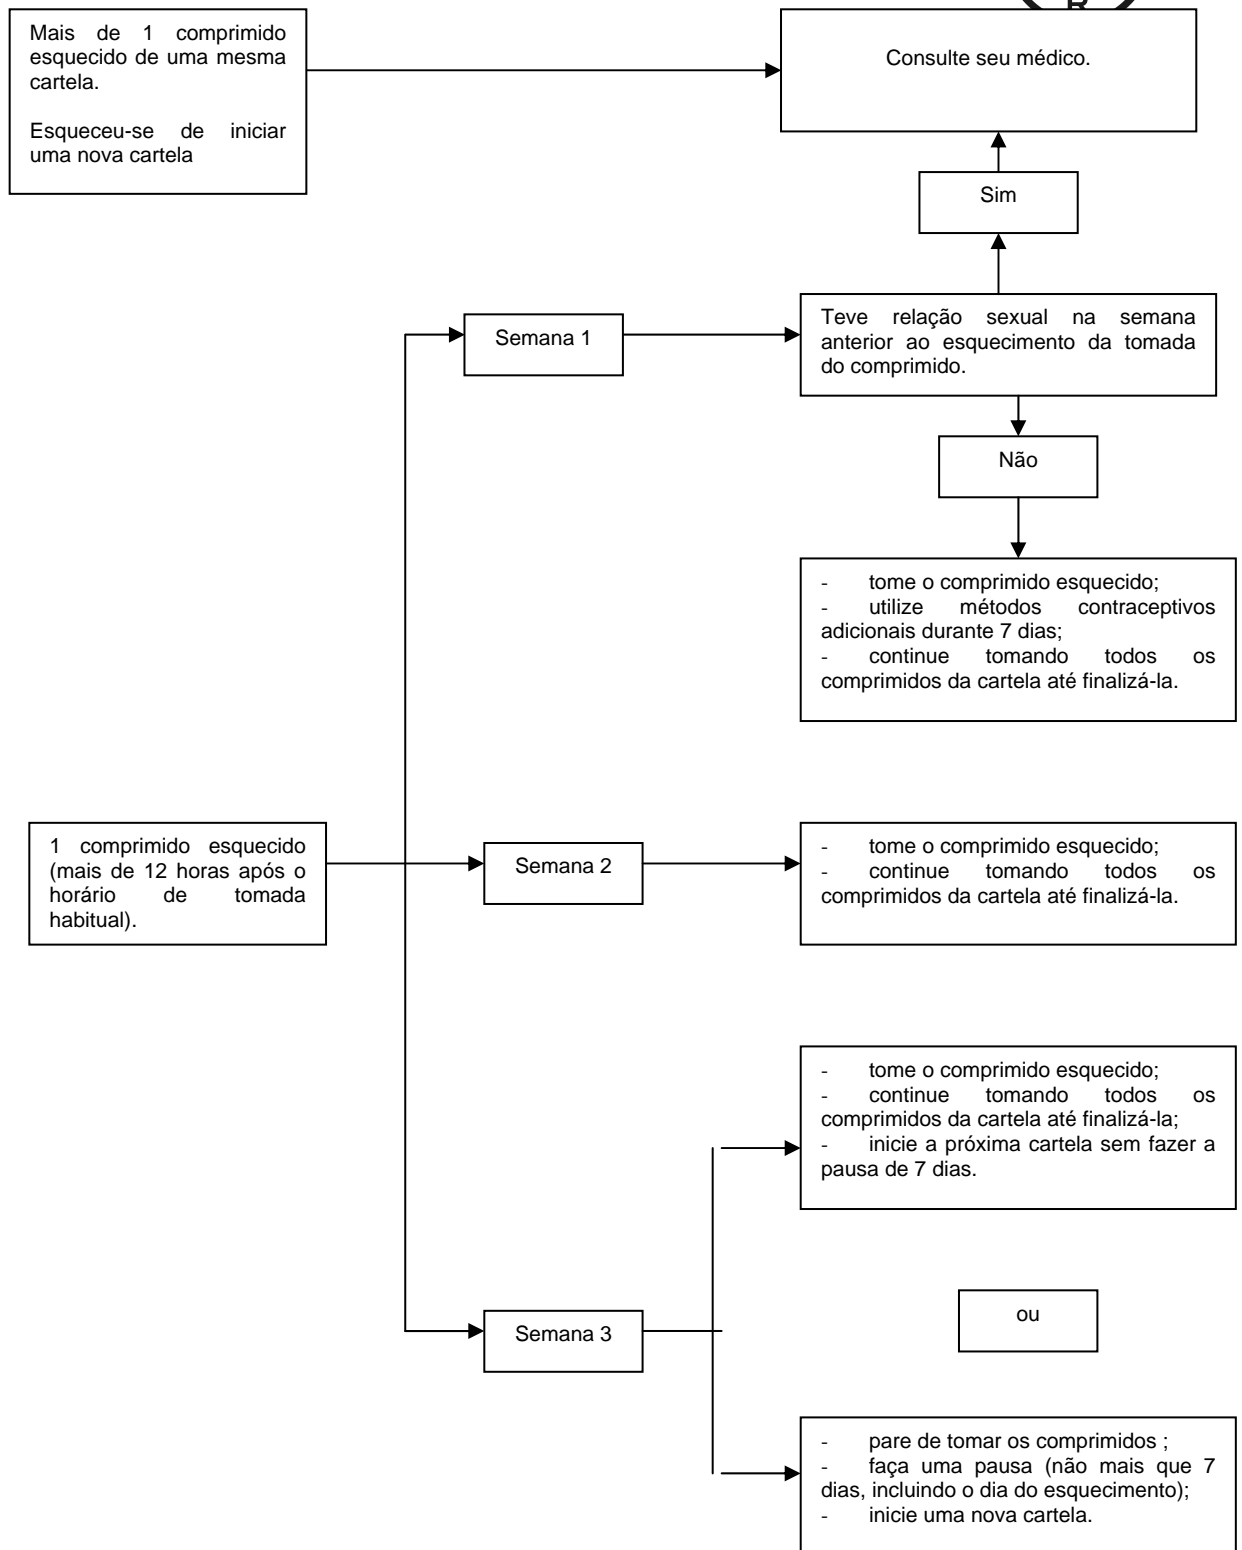 R
Mais de 1 comprimido
esquecido de uma mesma
cartela.
Esqueceu-se de iniciar
uma nova cartela
Consulte seu médico.
Sim
Semana 1
Teve relação sexual na semana
anterior ao esquecimento da tomada
do comprimido.
Não
- tome o comprimido esquecido;
- utilize métodos contraceptivos
adicionais durante 7 dias;
- continue tomando todos os
comprimidos da cartela até finalizá-la.
1 comprimido esquecido
(mais de 12 horas após o
horário de tomada
habitual).
Semana 2
- tome o comprimido esquecido;
- continue tomando todos os
comprimidos da cartela até finalizá-la.
- tome o comprimido esquecido;
- continue tomando todos os
comprimidos da cartela até finalizá-la;
- inicie a próxima cartela sem fazer a
pausa de 7 dias.
Semana 3
ou
- pare de tomar os comprimidos ;
- faça uma pausa (não mais que 7
dias, incluindo o dia do esquecimento);
- inicie uma nova cartela.